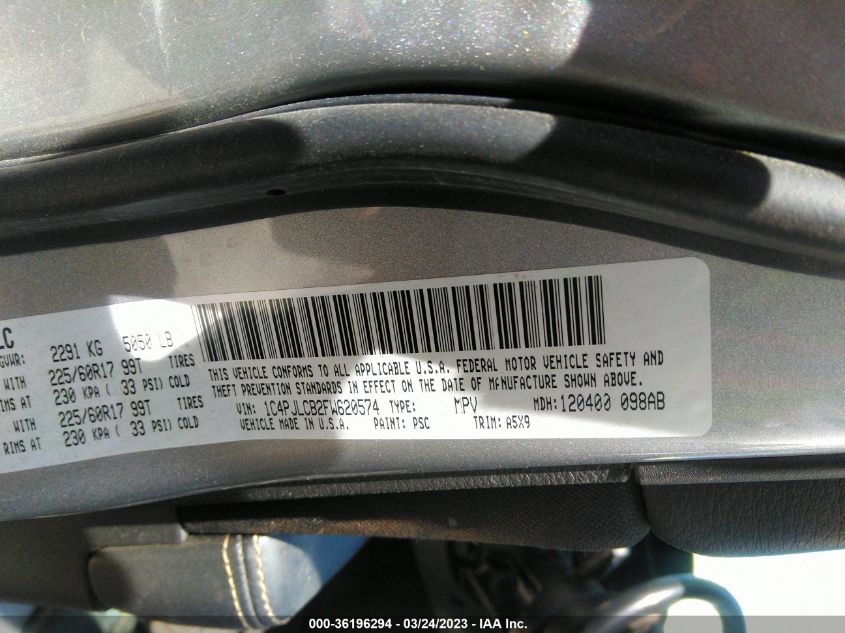 LC
GVWR: 2291 KG 5050 LB
WITH 225/60R17 99T TIRES
RIMS AT 230 KPA ( 33 PSI) COLD
WITH 225/60R17 99T TIRES
RIMS AT 230 KPA ( 33 PSI) COLD
THIS VEHICLE CONFORMS TO ALL APPLICABLE U.S.A. FEDERAL MOTOR VEHICLE SAFETY AND
THEFT PREVENTION STANDARDS IN EFFECT ON THE DATE OF MANUFACTURE SHOWN ABOVE.
VIN: 1C4PJLCB2FW620574 TYPE: MPV MDH: 120400 098AB
VEHICLE MADE IN U.S.A. PAINT: PSC TRIM: A5X9
000-36196294 - 03/24/2023 - IAA Inc.